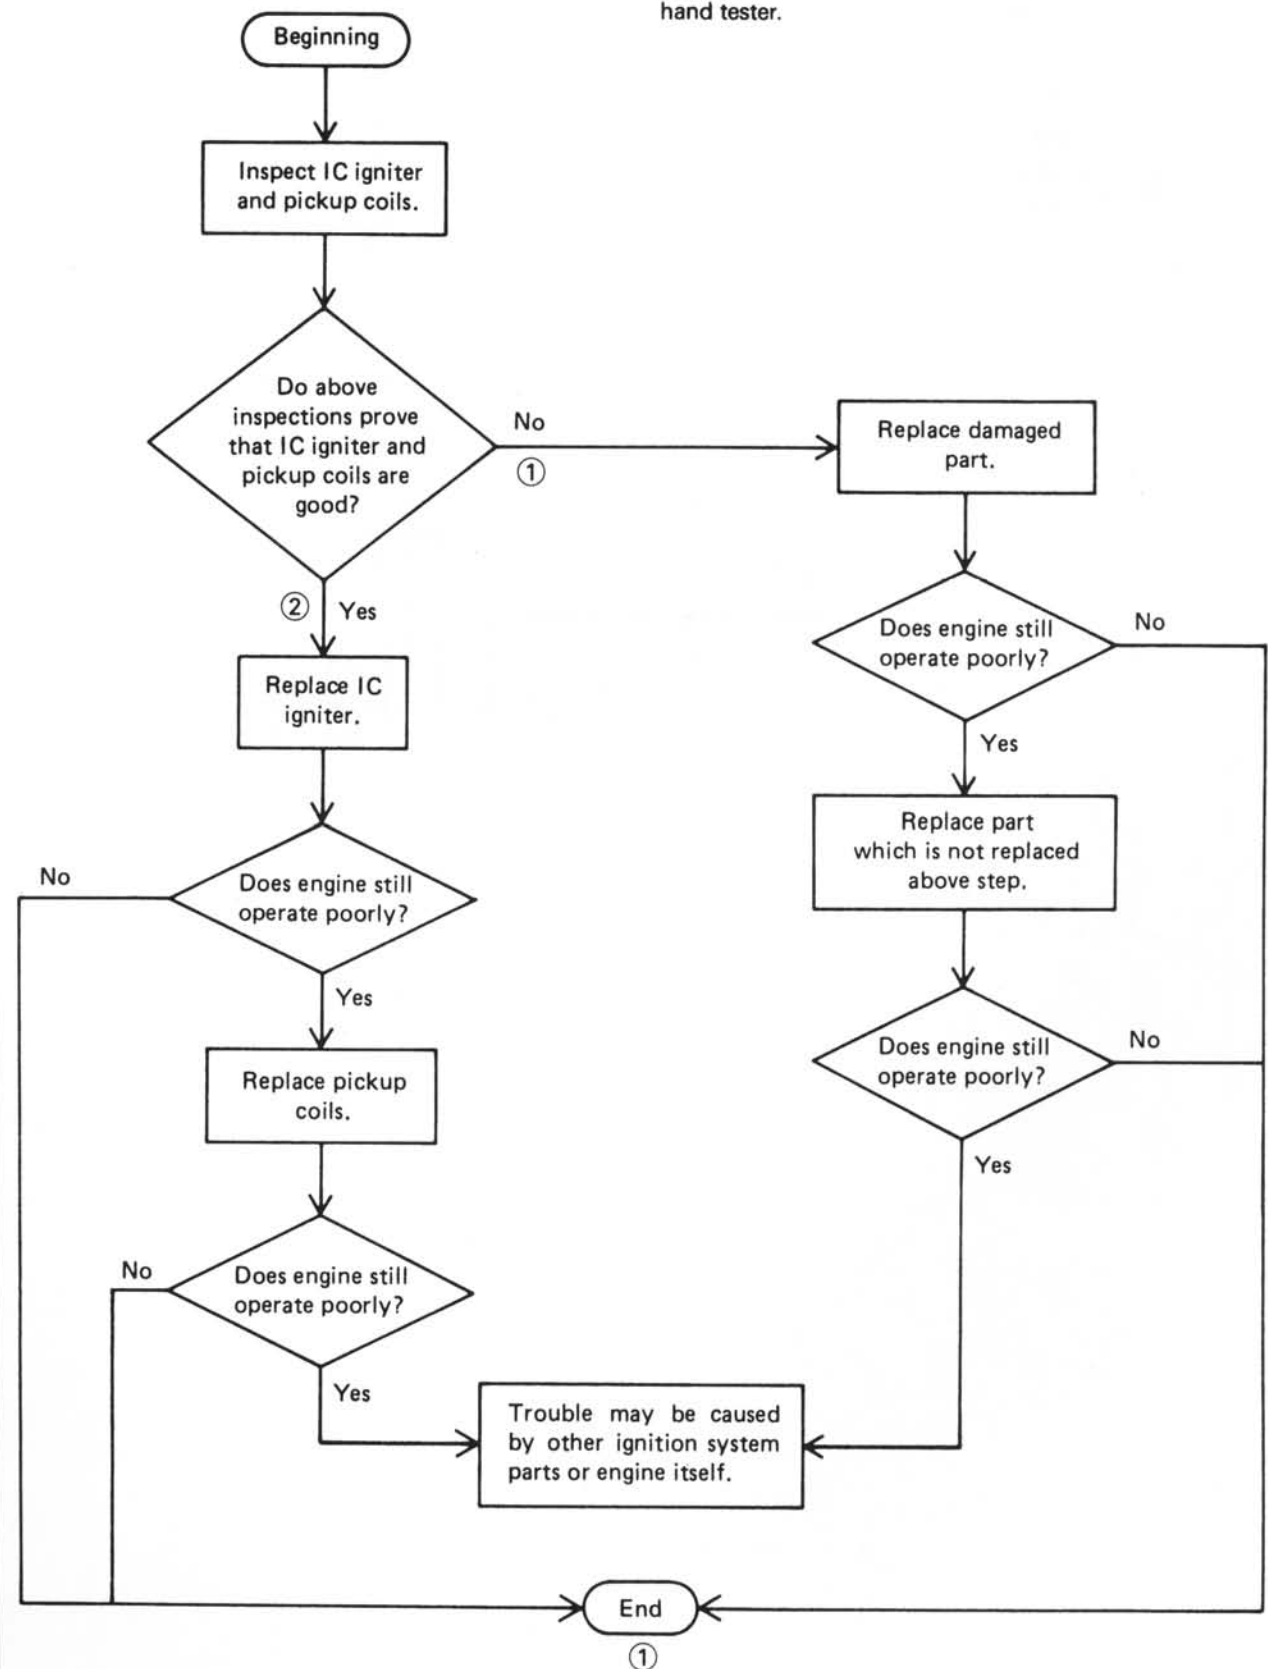 hand tester.
Beginning
Inspect IC igniter
and pickup coils.
Do above
inspections prove
that IC igniter and
pickup coils are
good?
No
①
② Yes
Replace damaged
part.
Does engine still
operate poorly?
No
Yes
Replace part
which is not replaced
above step.
Does engine still
operate poorly?
No
Yes
Replace IC
igniter.
Does engine still
operate poorly?
No
Yes
Replace pickup
coils.
Does engine still
operate poorly?
No
Yes
Trouble may be caused
by other ignition system
parts or engine itself.
End
①